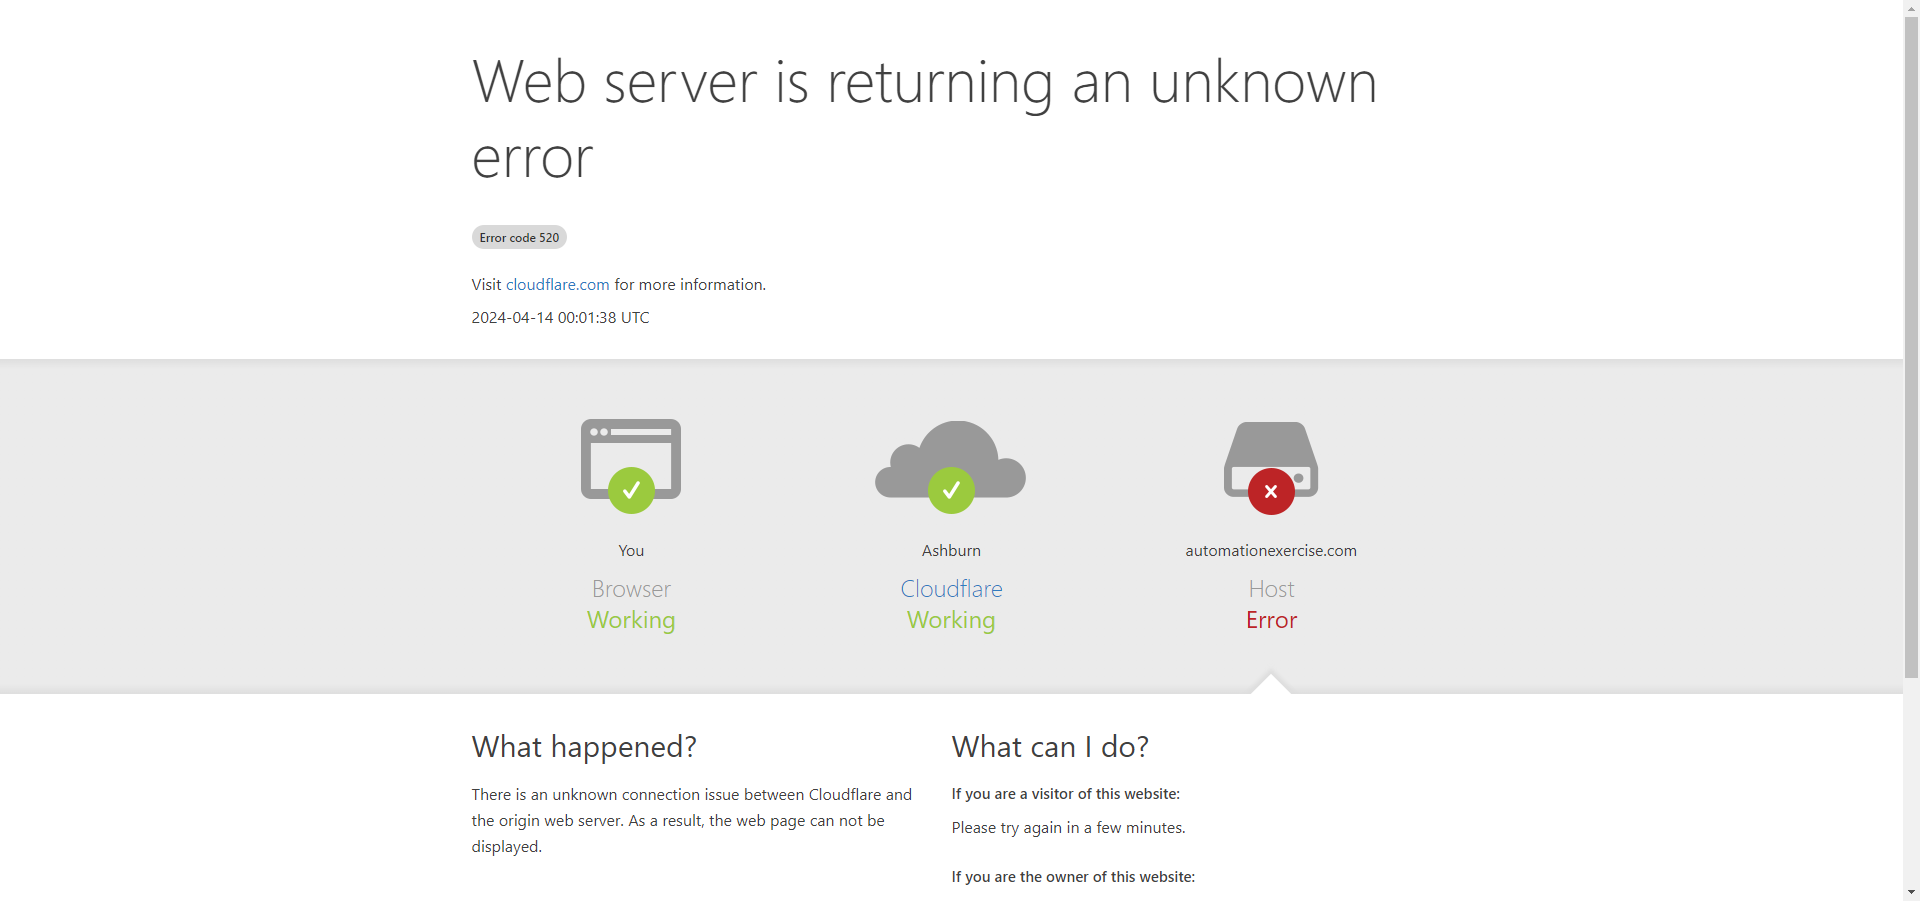 Web server is returning an unknown
error
Error code 520
Visit cloudflare.com for more information.
2024-04-14 00:01:38 UTC
You
Browser
Working
Ashburn
Cloudflare
Working
automationexercise.com
Host
Error
What happened?
There is an unknown connection issue between Cloudflare and
the origin web server. As a result, the web page can not be
displayed.
What can I do?
If you are a visitor of this website:
Please try again in a few minutes.
If you are the owner of this website: